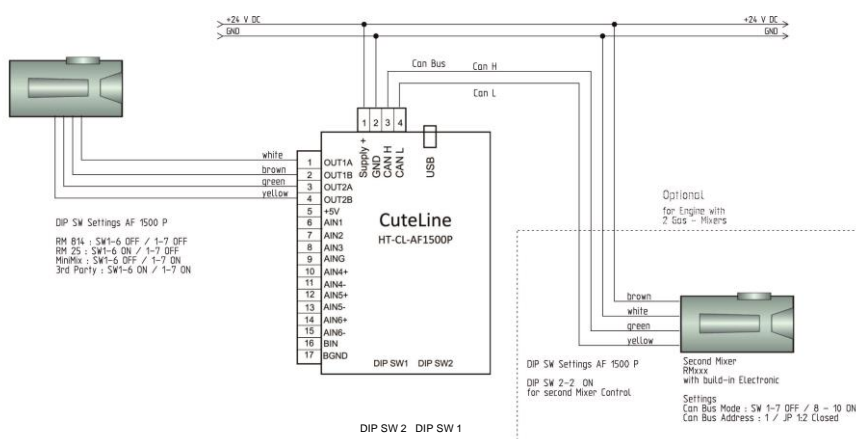 +24 V DC
GND
+24 V DC
GND
Can Bus
Can H
Can L
1 2 3 4
Supply +
GND
CAN H
CAN L
USB
white
brown
green
yellow
1 OUT1A
2 OUT1B
3 OUT2A
4 OUT2B
5 +5V
6 AIN1
7 AIN2
8 AIN3
9 AING
10 AIN4+
11 AIN4-
12 AIN5+
13 AIN5-
14 AIN6+
15 AIN6-
16 BIN
17 BGND
CuteLine
HT-CL-AF1500P
DIP SW1 DIP SW2
DIP SW Settings AF 1500 P
RM 814 : SW1-6 OFF / 1-7 OFF
RM 25 : SW1-6 ON / 1-7 OFF
MiniMix : SW1-6 OFF / 1-7 ON
3rd Party : SW1-6 ON / 1-7 ON
Optional
for Engine with
2 Gas - Mixers
brown
white
green
yellow
DIP SW Settings AF 1500 P
DIP SW 2-2 ON
for second Mixer Control
Second Mixer
RMxxx
with build-in Electronic
Settings
Can Bus Mode : SW 1-7 OFF / 8 - 10 ON
Can Bus Address : 1 / JP 1-2 Closed
DIP SW 2 DIP SW 1